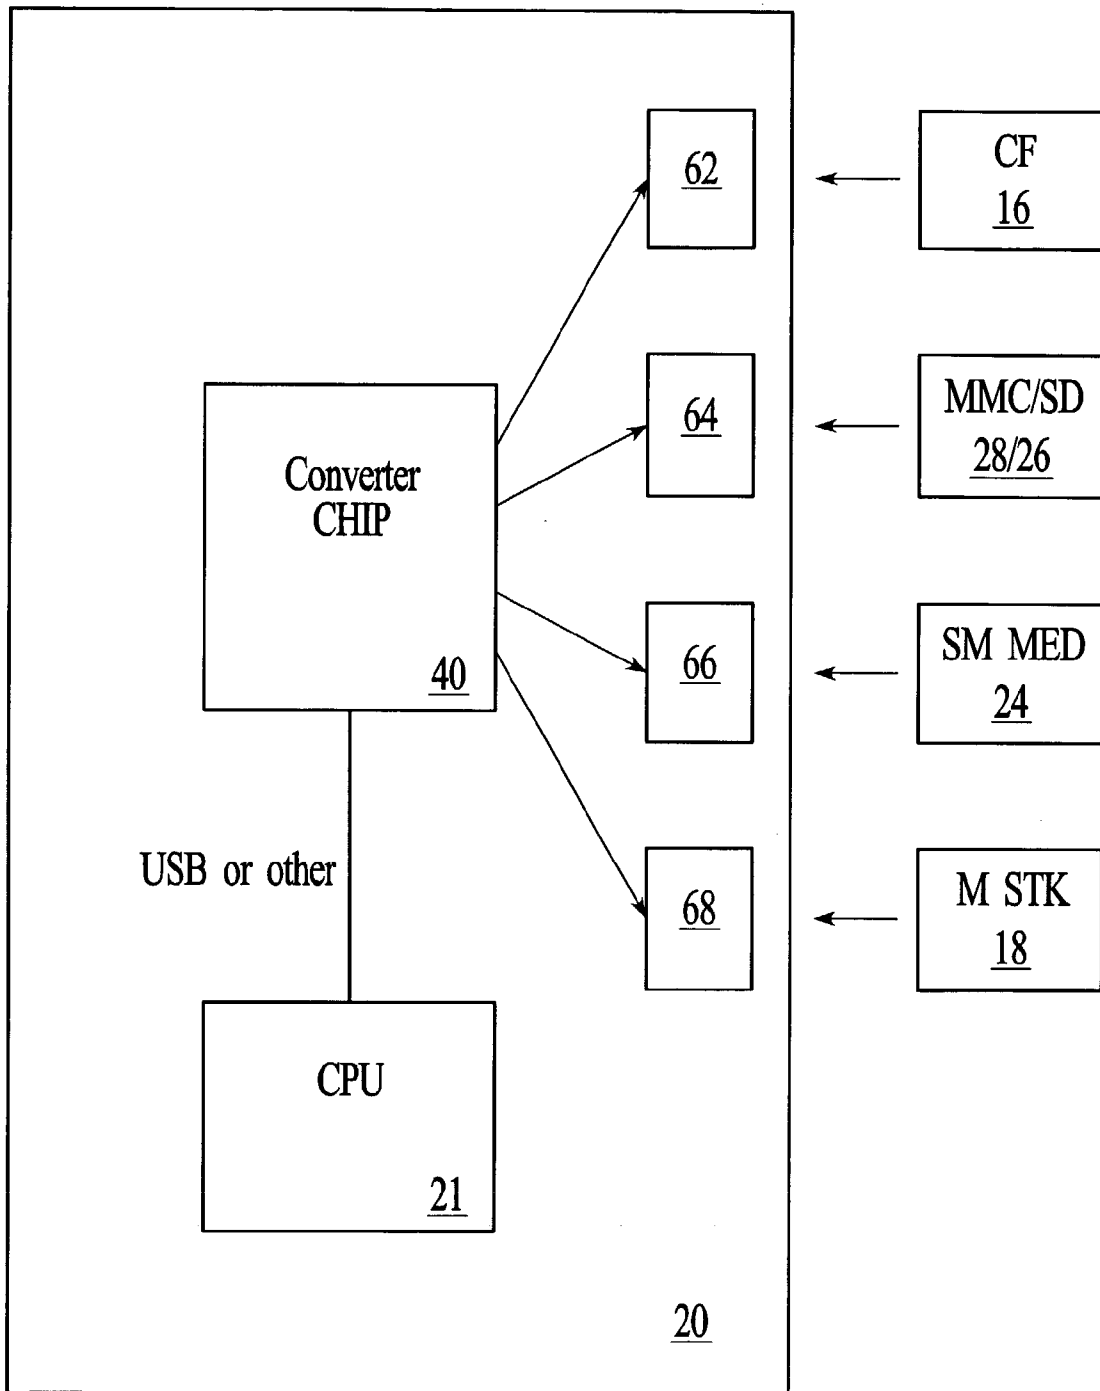 62
CF
16
64
MMC/SD
28/26
Converter
CHIP
40
66
SM MED
24
USB or other
68
M STK
18
CPU
21
20